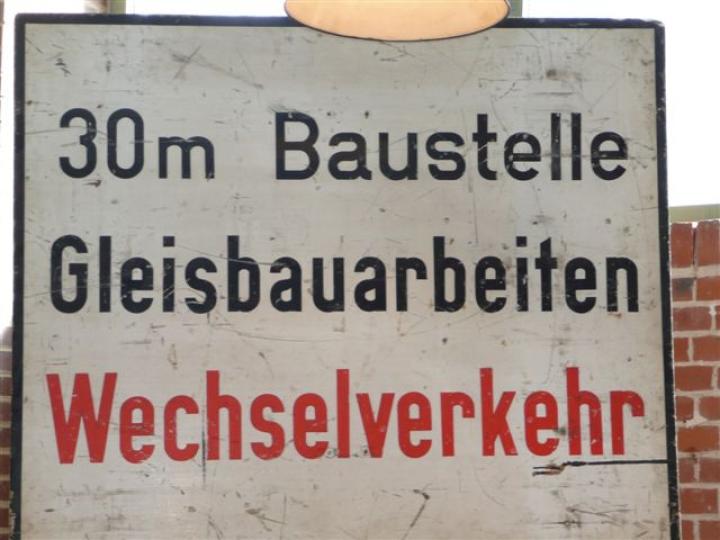 30m Baustelle
Gleisbauarbeiten
Wechselverkehr